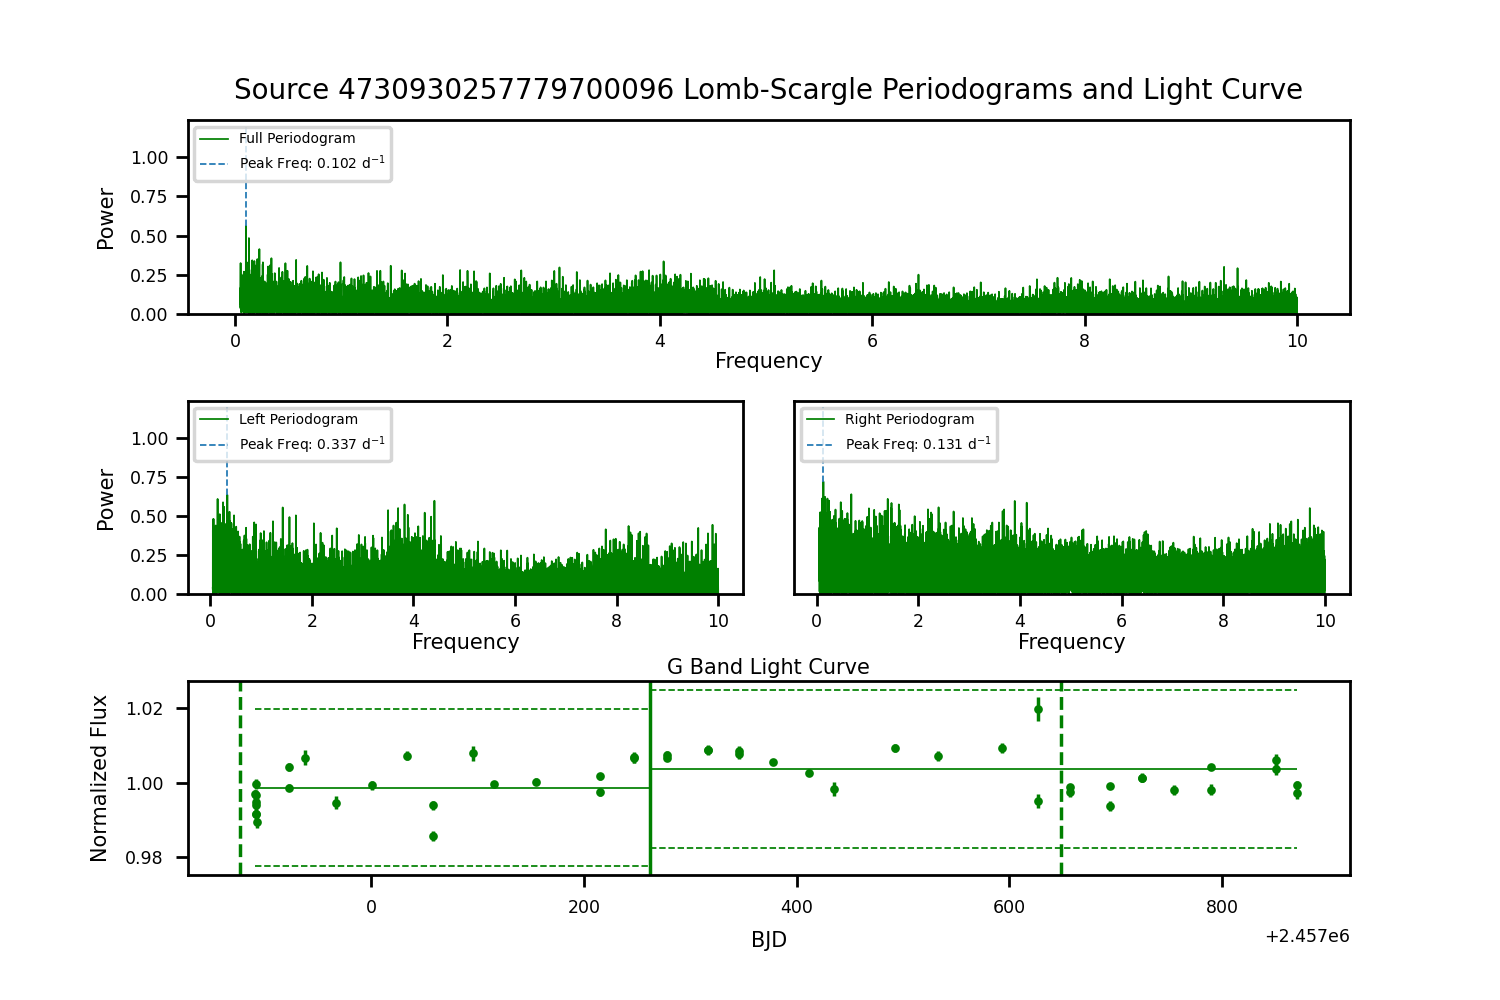 Source 4730930257779700096 Lomb-Scargle Periodograms and Light Curve
Full Periodogram
Peak Freq: 0.102 d⁻¹
1.00
0.75
0.50
0.25
0.00
Power
0 2 4 6 8 10
Frequency
Left Periodogram
Peak Freq: 0.337 d⁻¹
1.00
0.75
0.50
0.25
0.00
Power
0 2 4 6 8 10
Frequency
Right Periodogram
Peak Freq: 0.131 d⁻¹
0 2 4 6 8 10
Frequency
G Band Light Curve
1.02
1.00
0.98
Normalized Flux
0 200 400 600 800
BJD
+2.457e6